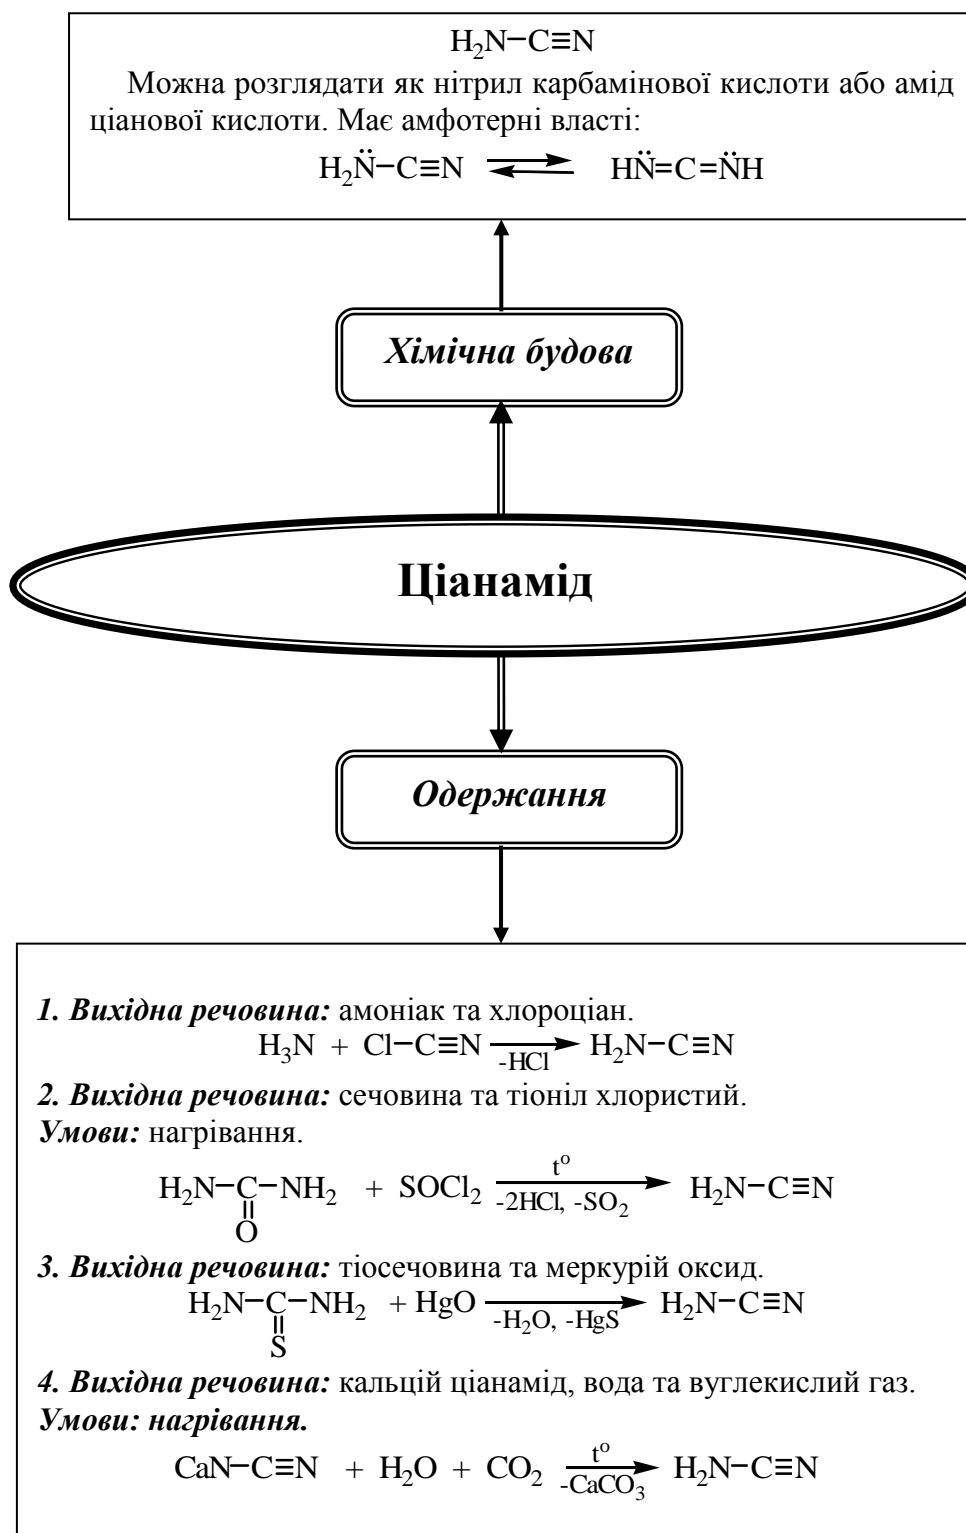 H₂N−C≡N
Можна розглядати як нітрил карбамінової кислоти або амід
ціанової кислоти. Має амфотерні власті:
H₂N̈−C≡N ⇌ HN̈=C=N̈H
Хімічна будова
Ціанамід
Одержання
1. Вихідна речовина: амоніак та хлороціан.
H₃N + Cl−C≡N → H₂N−C≡N
-HCl
2. Вихідна речовина: сечовина та тіоніл хлористий.
Умови: нагрівання.
tᵒ
H₂N−C−NH₂ + SOCl₂ → H₂N−C≡N
-2HCl, -SO₂
O
3. Вихідна речовина: тіосечовина та меркурій оксид.
H₂N−C−NH₂ + HgO → H₂N−C≡N
-H₂O, -HgS
S
4. Вихідна речовина: кальцій ціанамід, вода та вуглекислий газ.
Умови: нагрівання.
tᵒ
CaN−C≡N + H₂O + CO₂ → H₂N−C≡N
-CaCO₃